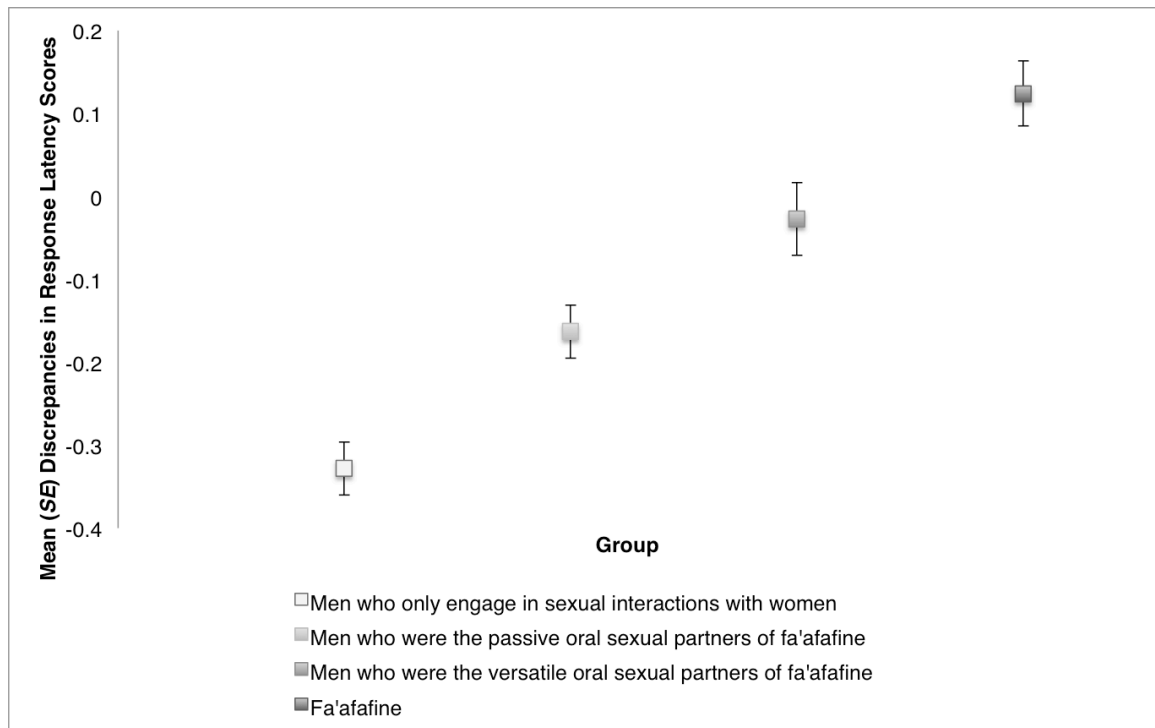 Mean (SE) Discrepancies in Response Latency Scores
0.2
0.1
0
-0.1
-0.2
-0.3
-0.4
Group
Men who only engage in sexual interactions with women
Men who were the passive oral sexual partners of fa'afafine
Men who were the versatile oral sexual partners of fa'afafine
Fa'afafine